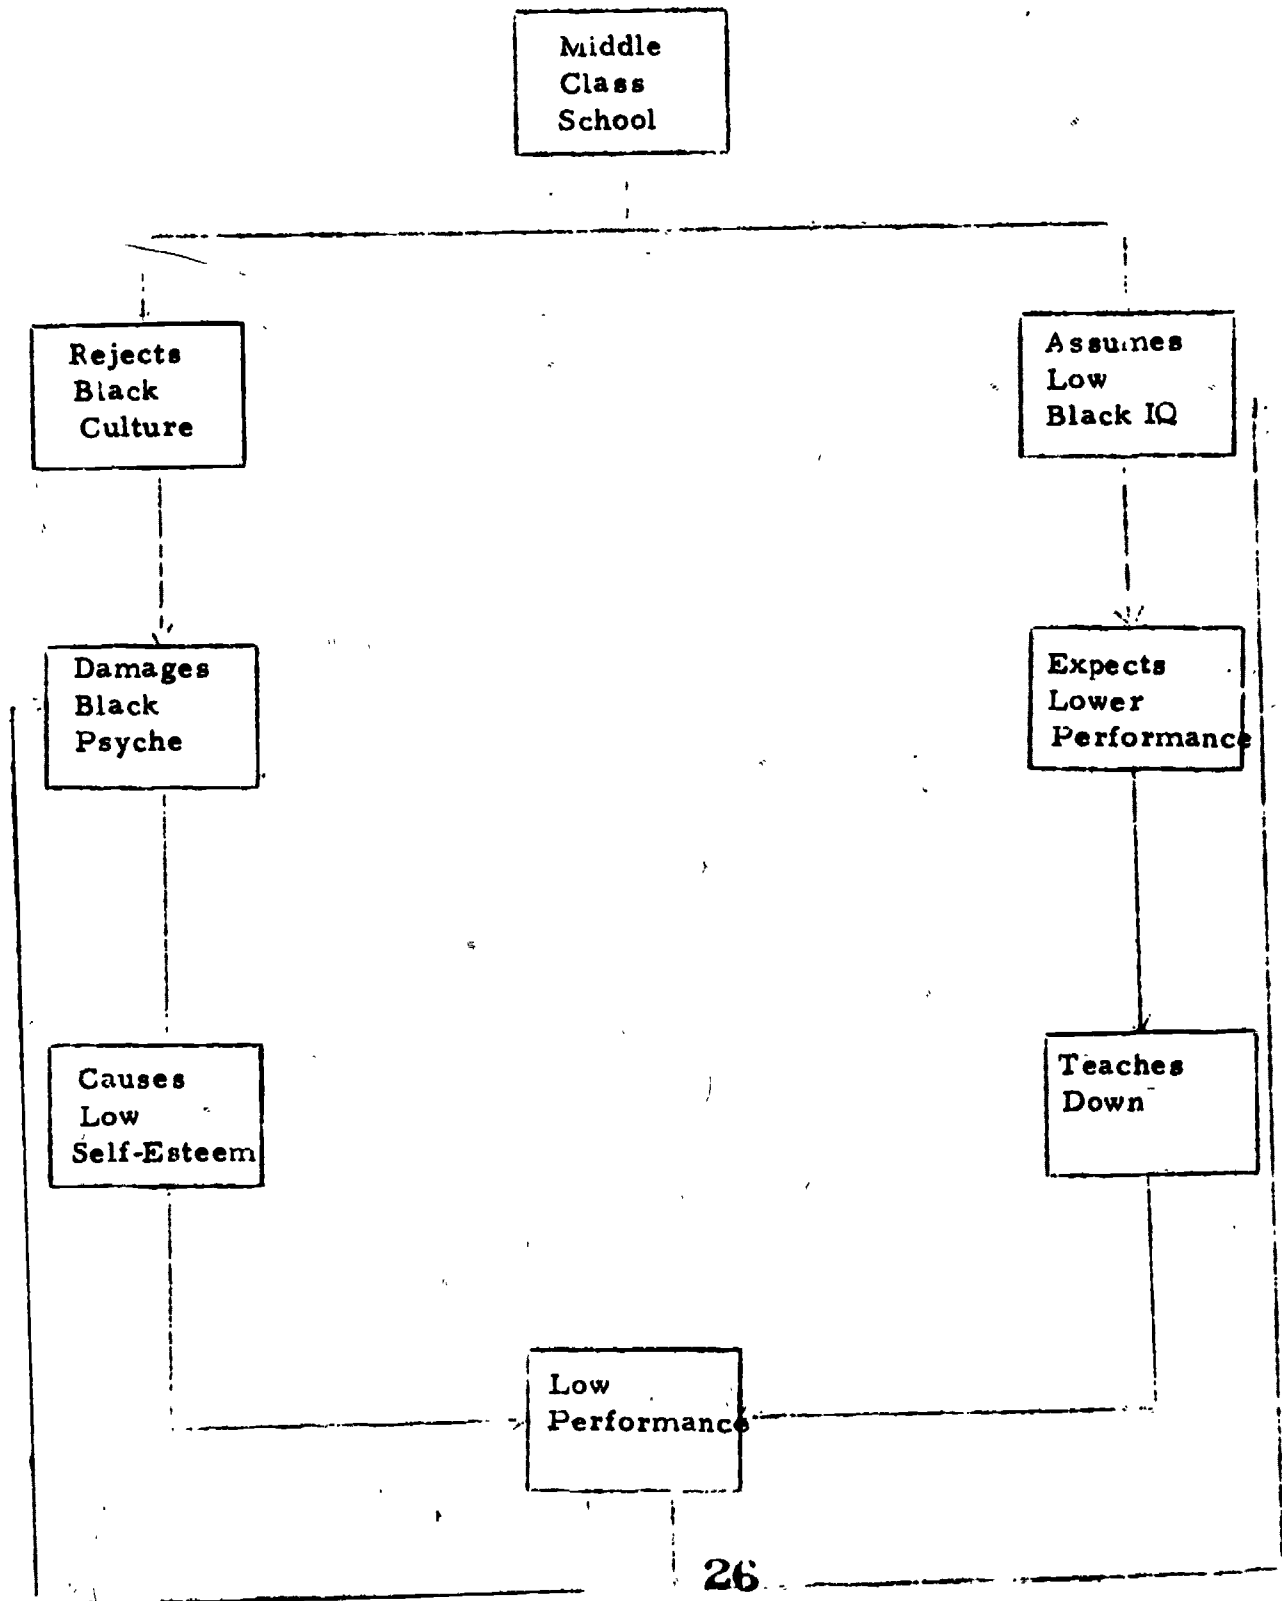 Middle
Class
School
Rejects
Black
Culture
Assumes
Low
Black IQ
Damages
Black
Psyche
Expects
Lower
Performance
Causes
Low
Self-Esteem
Teaches
Down
Low
Performance
26